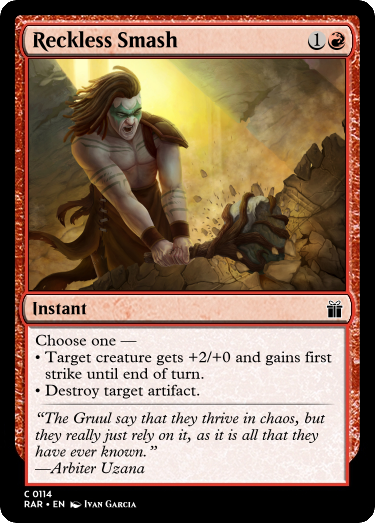 Reckless Smash 1
Instant
Choose one —
• Target creature gets +2/+0 and gains first
strike until end of turn.
• Destroy target artifact.
“The Gruul say that they thrive in chaos, but
they really just rely on it, as it is all that they
have ever known.”
—Arbiter Uzana
C 0114
RAR • EN Ivan Garcia